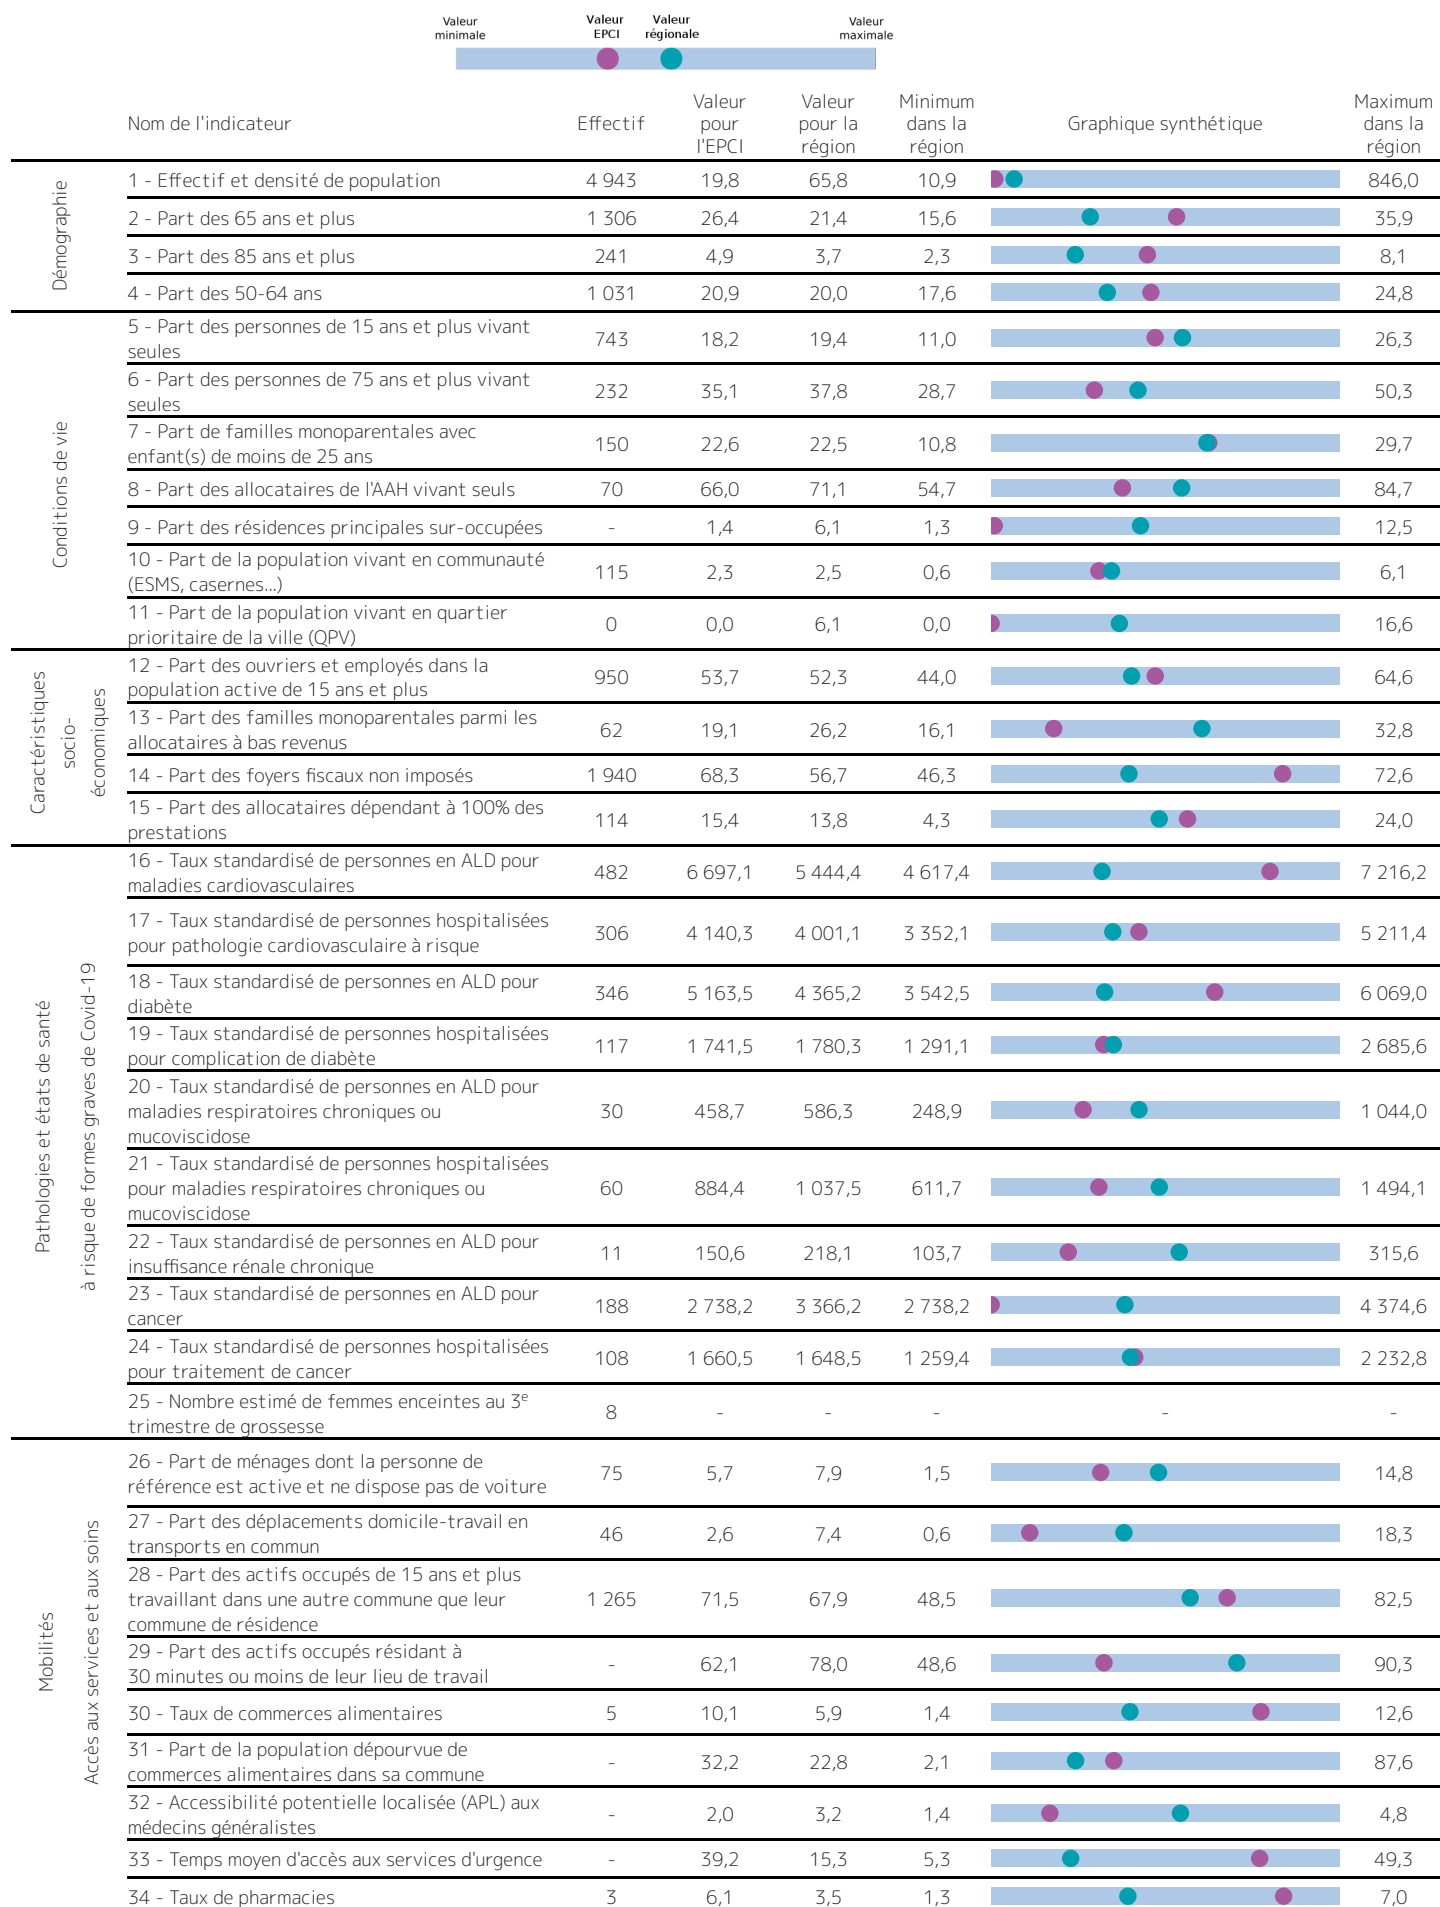 Valeur minimale
Valeur EPCI
Valeur régionale
Valeur maximale
Nom de l'indicateur
Effectif
Valeur pour l'EPCI
Valeur pour la région
Minimum dans la région
Graphique synthétique
Maximum dans la région
Démographie
1 - Effectif et densité de population 4 943 19,8 65,8 10,9 846,0
2 - Part des 65 ans et plus 1 306 26,4 21,4 15,6 35,9
3 - Part des 85 ans et plus 241 4,9 3,7 2,3 8,1
4 - Part des 50-64 ans 1 031 20,9 20,0 17,6 24,8
Conditions de vie
5 - Part des personnes de 15 ans et plus vivant
seules 743 18,2 19,4 11,0 26,3
6 - Part des personnes de 75 ans et plus vivant
seules 232 35,1 37,8 28,7 50,3
7 - Part de familles monoparentales avec
enfant(s) de moins de 25 ans 150 22,6 22,5 10,8 29,7
8 - Part des allocataires de l'AAH vivant seuls 70 66,0 71,1 54,7 84,7
9 - Part des résidences principales sur-occupées - 1,4 6,1 1,3 12,5
10 - Part de la population vivant en communauté
(ESMS, casernes...) 115 2,3 2,5 0,6 6,1
11 - Part de la population vivant en quartier
prioritaire de la ville (QPV) 0 0,0 6,1 0,0 16,6
Caractéristiques
socio-
économiques
12 - Part des ouvriers et employés dans la
population active de 15 ans et plus 950 53,7 52,3 44,0 64,6
13 - Part des familles monoparentales parmi les
allocataires à bas revenus 62 19,1 26,2 16,1 32,8
14 - Part des foyers fiscaux non imposés 1 940 68,3 56,7 46,3 72,6
15 - Part des allocataires dépendant à 100% des
prestations 114 15,4 13,8 4,3 24,0
Pathologies et états de santé
à risque de formes graves de Covid-19
16 - Taux standardisé de personnes en ALD pour
maladies cardiovasculaires 482 6 697,1 5 444,4 4 617,4 7 216,2
17 - Taux standardisé de personnes hospitalisées
pour pathologie cardiovasculaire à risque 306 4 140,3 4 001,1 3 352,1 5 211,4
18 - Taux standardisé de personnes en ALD pour
diabète 346 5 163,5 4 365,2 3 542,5 6 069,0
19 - Taux standardisé de personnes hospitalisées
pour complication de diabète 117 1 741,5 1 780,3 1 291,1 2 685,6
20 - Taux standardisé de personnes en ALD pour
maladies respiratoires chroniques ou 30 458,7 586,3 248,9 1 044,0
mucoviscidose
21 - Taux standardisé de personnes hospitalisées
pour maladies respiratoires chroniques ou 60 884,4 1 037,5 611,7 1 494,1
mucoviscidose
22 - Taux standardisé de personnes en ALD pour
insuffisance rénale chronique 11 150,6 218,1 103,7 315,6
23 - Taux standardisé de personnes en ALD pour
cancer 188 2 738,2 3 366,2 2 738,2 4 374,6
24 - Taux standardisé de personnes hospitalisées
pour traitement de cancer 108 1 660,5 1 648,5 1 259,4 2 232,8
25 - Nombre estimé de femmes enceintes au 3e
trimestre de grossesse 8 - - - - -
Mobilités
Accès aux services et aux soins
26 - Part de ménages dont la personne de
référence est active et ne dispose pas de voiture 75 5,7 7,9 1,5 14,8
27 - Part des déplacements domicile-travail en
transports en commun 46 2,6 7,4 0,6 18,3
28 - Part des actifs occupés de 15 ans et plus
travaillant dans une autre commune que leur 1 265 71,5 67,9 48,5 82,5
commune de résidence
29 - Part des actifs occupés résidant à
30 minutes ou moins de leur lieu de travail - 62,1 78,0 48,6 90,3
30 - Taux de commerces alimentaires 5 10,1 5,9 1,4 12,6
31 - Part de la population dépourvue de
commerces alimentaires dans sa commune - 32,2 22,8 2,1 87,6
32 - Accessibilité potentielle localisée (APL) aux
médecins généralistes - 2,0 3,2 1,4 4,8
33 - Temps moyen d'accès aux services d'urgence - 39,2 15,3 5,3 49,3
34 - Taux de pharmacies 3 6,1 3,5 1,3 7,0